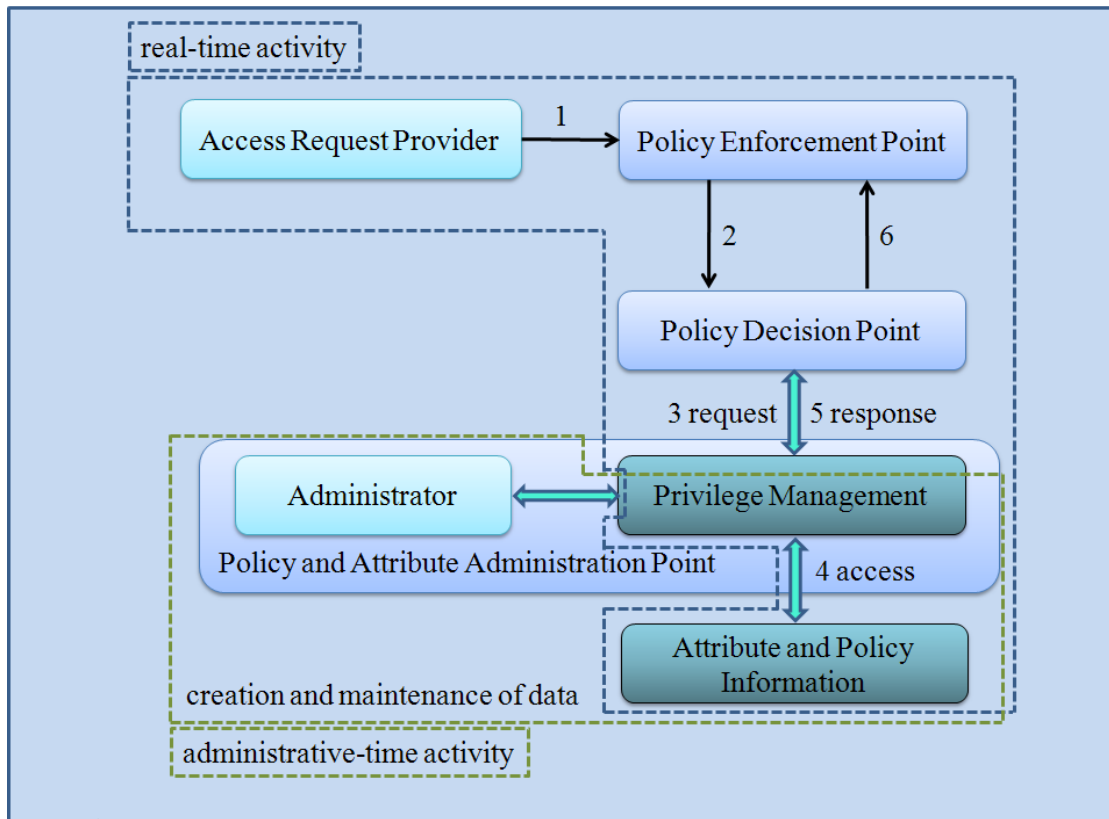 real-time activity
1
Access Request Provider
Policy Enforcement Point
2
6
Policy Decision Point
3 request
5 response
Administrator
Privilege Management
Policy and Attribute Administration Point
4 access
Attribute and Policy
Information
creation and maintenance of data
administrative-time activity